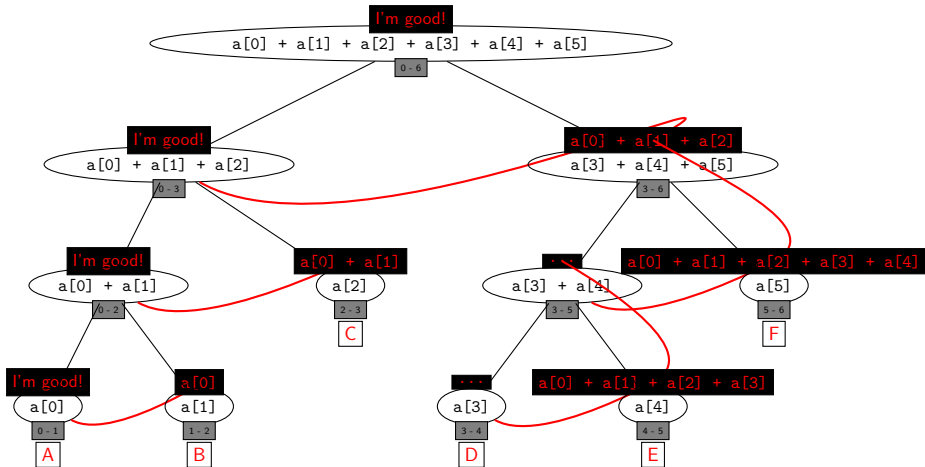 I'm good!
a[0] + a[1] + a[2] + a[3] + a[4] + a[5]
0 - 6
I'm good!
a[0] + a[1] + a[2]
0 - 3
a[0] + a[1] + a[2]
a[3] + a[4] + a[5]
3 - 6
I'm good!
a[0] + a[1]
0 - 2
a[0] + a[1]
a[2]
2 - 3
C
...
a[3] + a[4]
3 - 5
a[0] + a[1] + a[2] + a[3] + a[4]
a[5]
5 - 6
F
I'm good!
a[0]
0 - 1
A
a[0]
a[1]
1 - 2
B
...
a[3]
3 - 4
D
a[0] + a[1] + a[2] + a[3]
a[4]
4 - 5
E